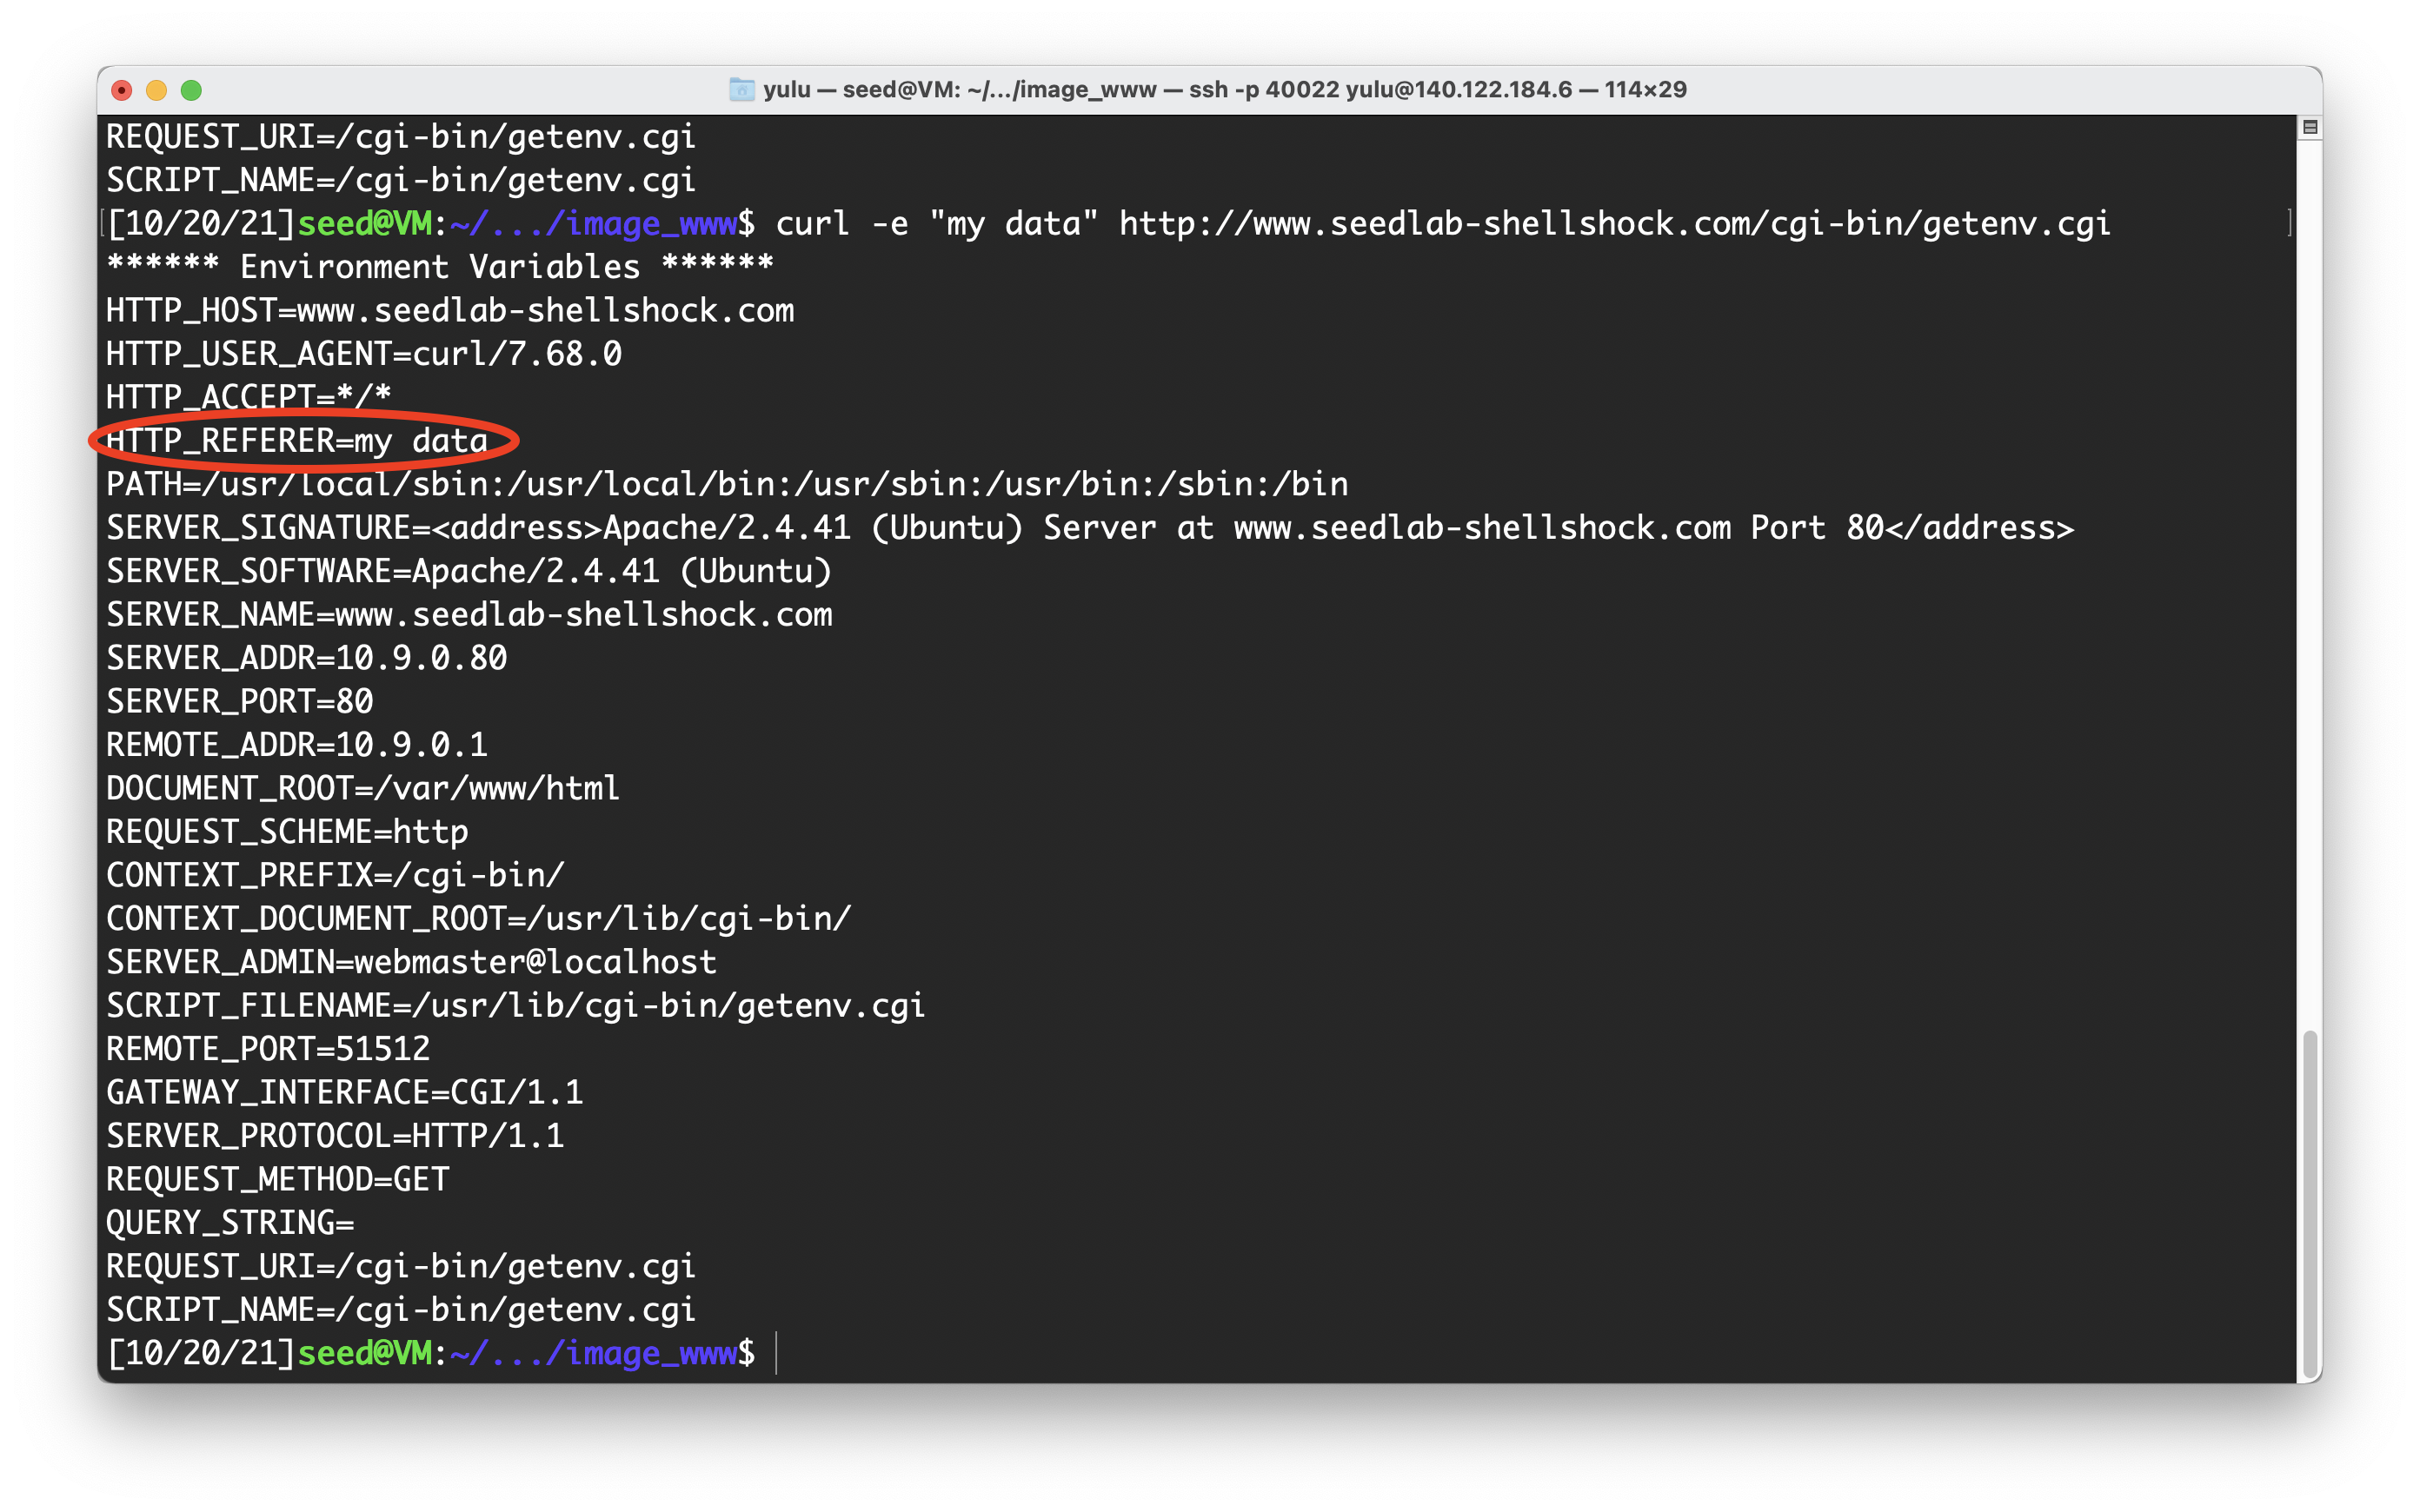 yulu — seed@VM: ~/.../image_www — ssh -p 40022 yulu@140.122.184.6 — 114×29
REQUEST_URI=/cgi-bin/getenv.cgi
SCRIPT_NAME=/cgi-bin/getenv.cgi
[[10/20/21]seed@VM:~/.../image_www$ curl -e "my data" http://www.seedlab-shellshock.com/cgi-bin/getenv.cgi ]
****** Environment Variables ******
HTTP_HOST=www.seedlab-shellshock.com
HTTP_USER_AGENT=curl/7.68.0
HTTP_ACCEPT=*/*
HTTP_REFERER=my data
PATH=/usr/local/sbin:/usr/local/bin:/usr/sbin:/usr/bin:/sbin:/bin
SERVER_SIGNATURE=<address>Apache/2.4.41 (Ubuntu) Server at www.seedlab-shellshock.com Port 80</address>
SERVER_SOFTWARE=Apache/2.4.41 (Ubuntu)
SERVER_NAME=www.seedlab-shellshock.com
SERVER_ADDR=10.9.0.80
SERVER_PORT=80
REMOTE_ADDR=10.9.0.1
DOCUMENT_ROOT=/var/www/html
REQUEST_SCHEME=http
CONTEXT_PREFIX=/cgi-bin/
CONTEXT_DOCUMENT_ROOT=/usr/lib/cgi-bin/
SERVER_ADMIN=webmaster@localhost
SCRIPT_FILENAME=/usr/lib/cgi-bin/getenv.cgi
REMOTE_PORT=51512
GATEWAY_INTERFACE=CGI/1.1
SERVER_PROTOCOL=HTTP/1.1
REQUEST_METHOD=GET
QUERY_STRING=
REQUEST_URI=/cgi-bin/getenv.cgi
SCRIPT_NAME=/cgi-bin/getenv.cgi
[10/20/21]seed@VM:~/.../image_www$